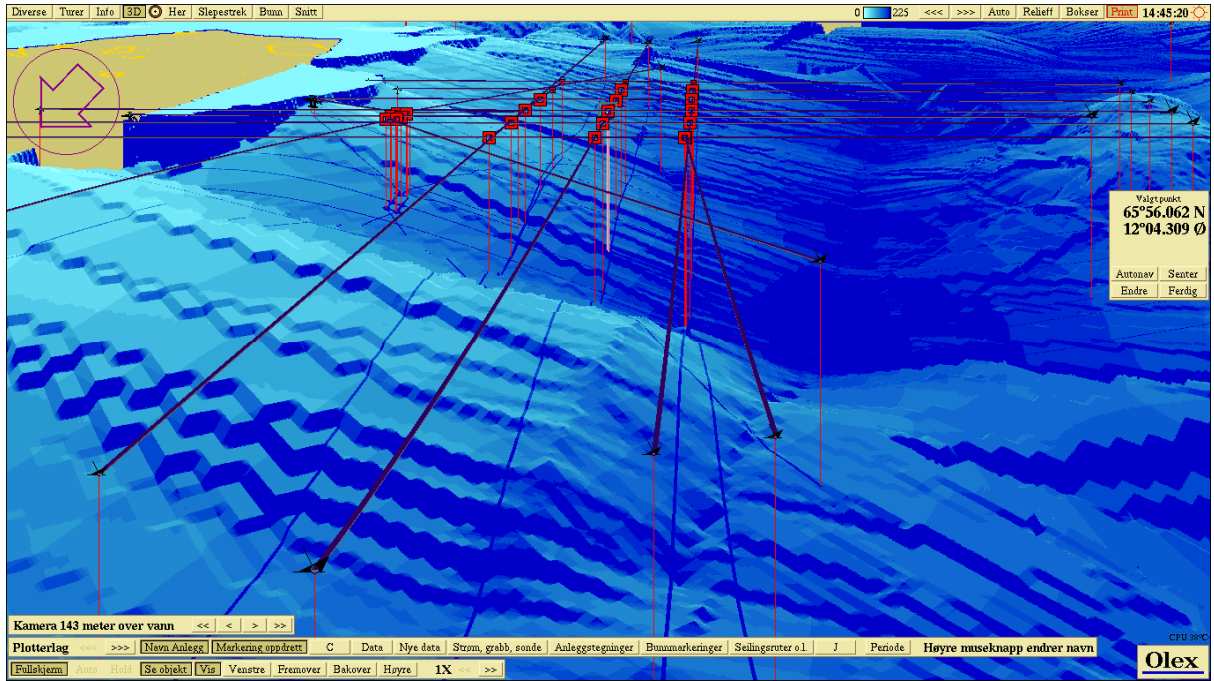 Diverse Turer Info 3D Her Slepestrek Bunn Snitt 0 225 <<< >>> Auto Relieff Bokser Print 14:45:20
Valgt punkt
65°56.062 N
12°04.309 Ø
Autonav Senter
Endre Ferdig
Kamera 143 meter over vann << < > >>
CPU 38°C
Plotterlag <<< >>> Navn Anlegg Markering oppdrett C Data Nye data Strøm, grabb, sonde Anleggstegninger Bunnmarkeringer Seilingsruter o.l. J Periode Høyre museknapp endrer navn
Olex
Fullskjerm Auto Hold Se objekt Vis Venstre Fremover Bakover Høyre 1X << >>